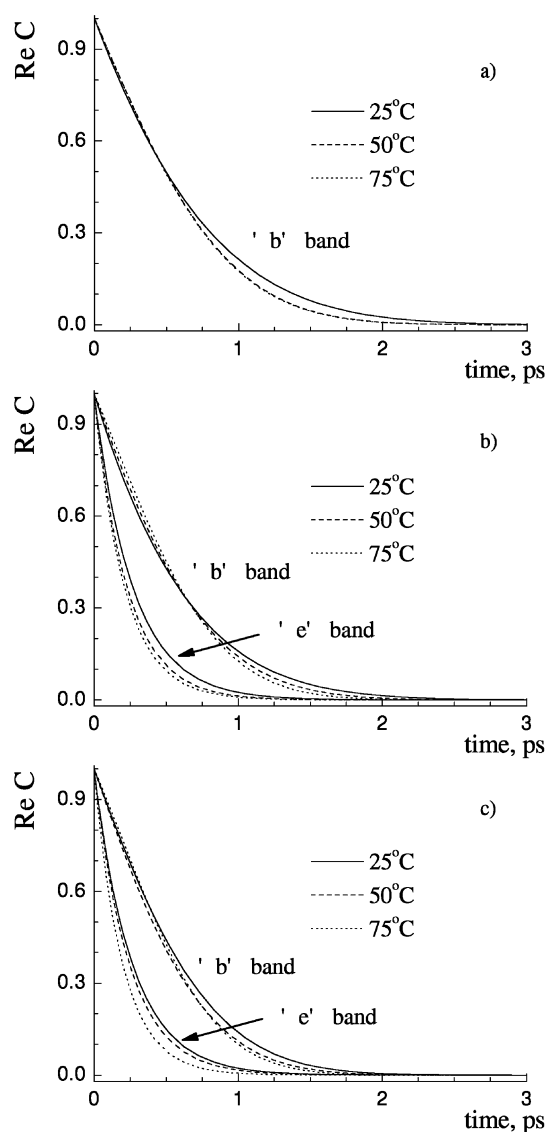 Re C
0.9
0.6
0.3
0.0
a)
25°C
50°C
75°C
' b' band
0 1 2 3
time, ps
Re C
0.9
0.6
0.3
0.0
b)
25°C
50°C
75°C
' b' band
' e' band
0 1 2 3
time, ps
Re C
0.9
0.6
0.3
0.0
c)
25°C
50°C
75°C
' b' band
' e' band
0 1 2 3
time, ps